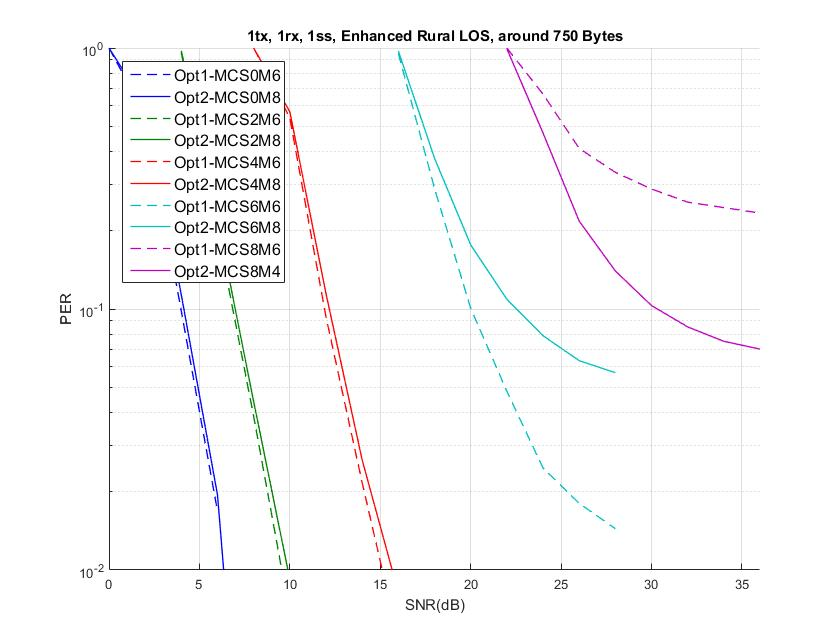 1tx, 1rx, 1ss, Enhanced Rural LOS, around 750 Bytes
10^0
Opt1-MCS0M6
Opt2-MCS0M8
Opt1-MCS2M6
Opt2-MCS2M8
Opt1-MCS4M6
Opt2-MCS4M8
Opt1-MCS6M6
Opt2-MCS6M8
Opt1-MCS8M6
Opt2-MCS8M4
PER
10^-1
10^-2
0 5 10 15 20 25 30 35
SNR(dB)